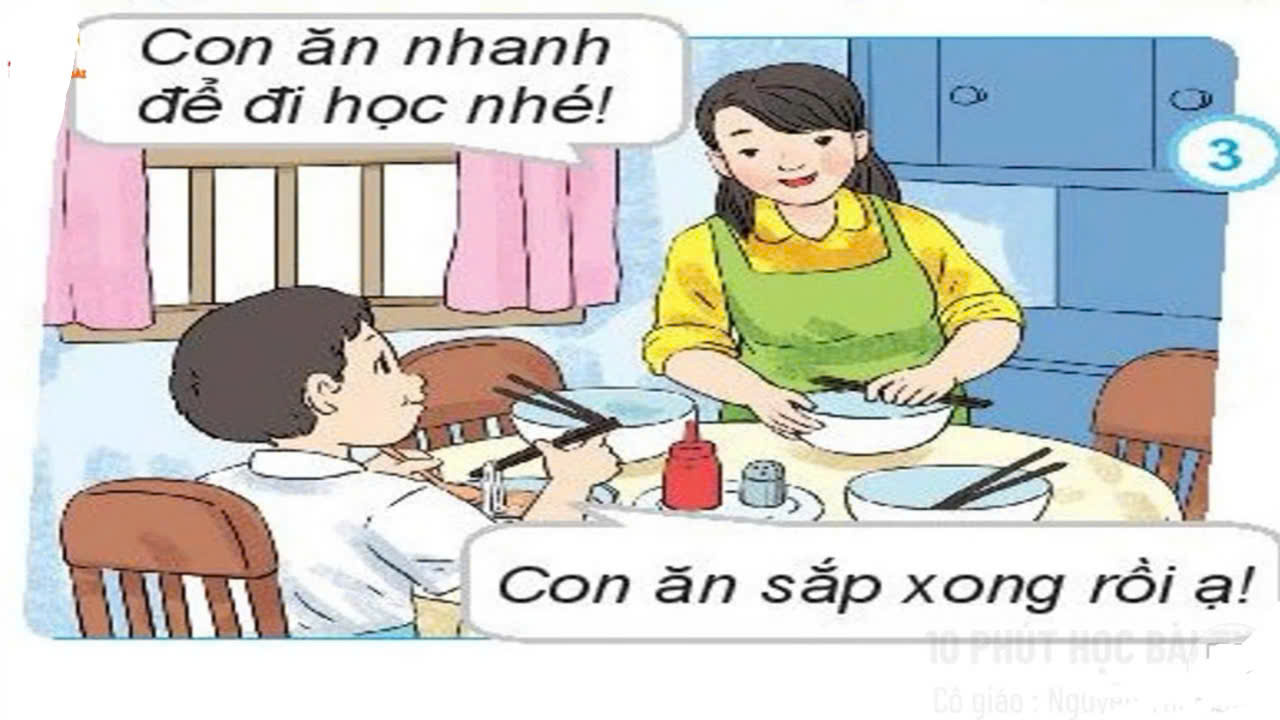 Con ăn nhanh
để đi học nhé!
3
Con ăn sắp xong rồi ạ!
10 PHÚT HỌC BÀI
Cô giáo : Nguyễn